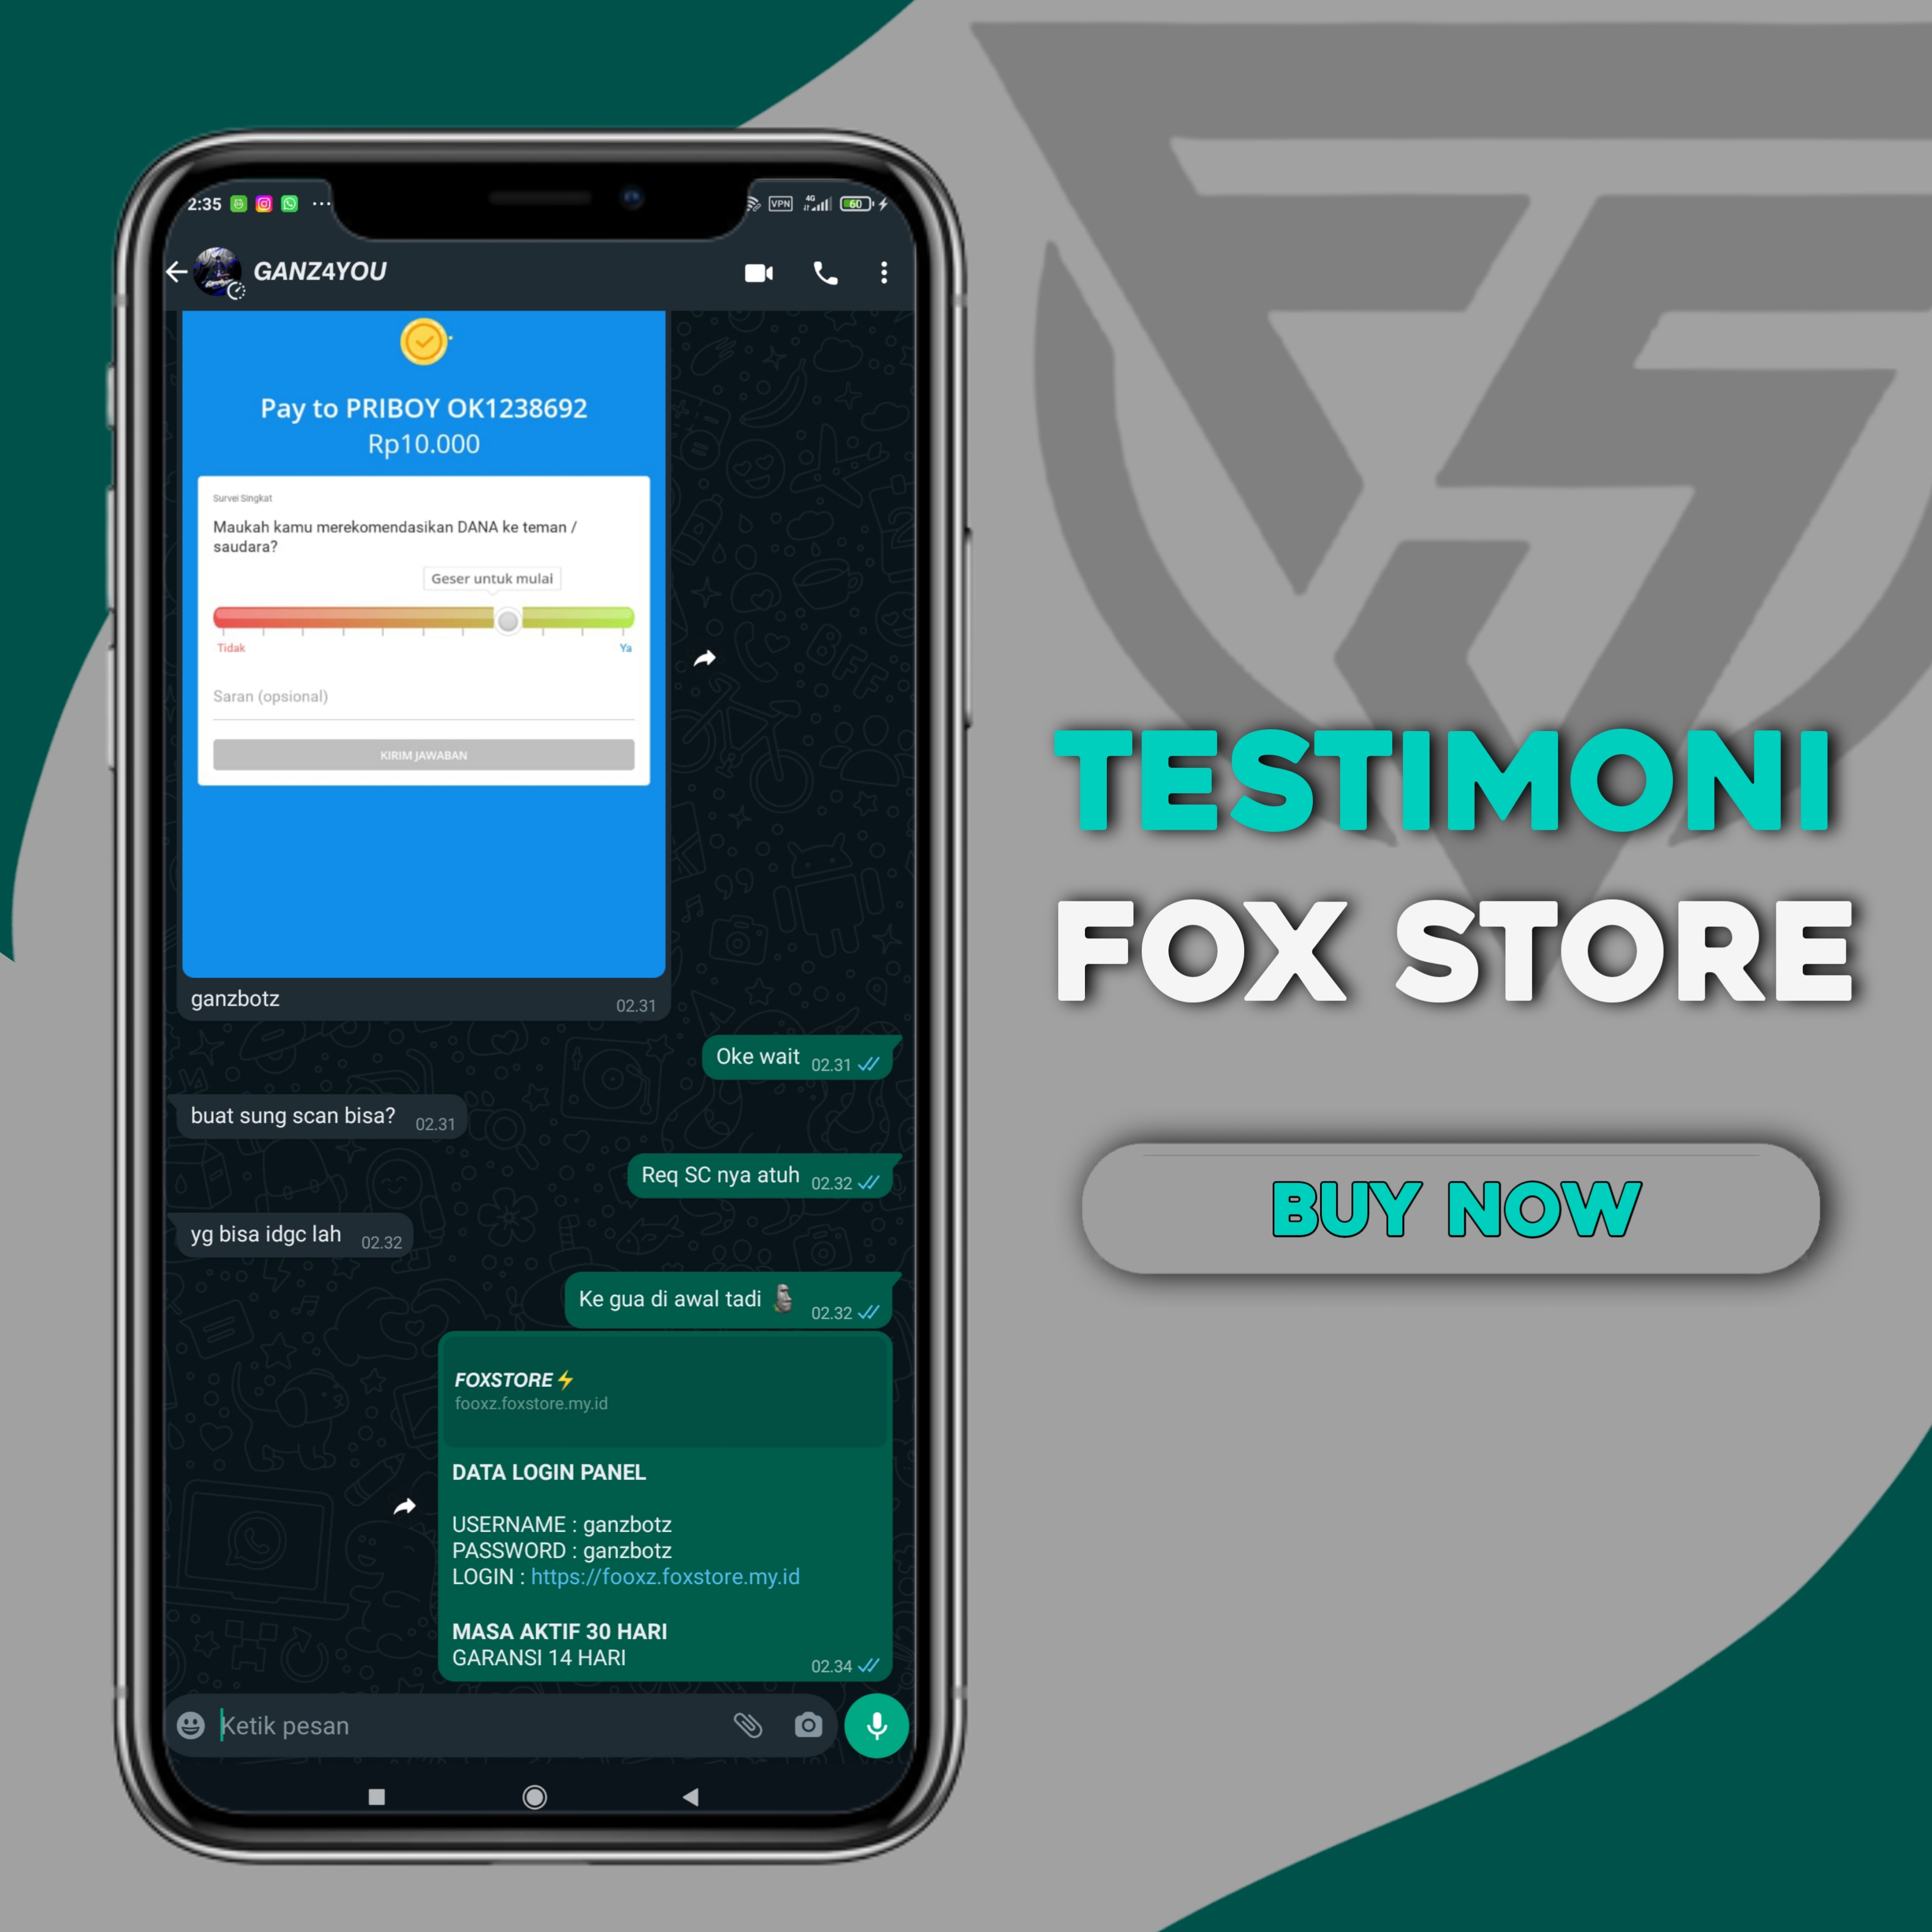 2:35
VPN
4G
60
GANZ4YOU
Pay to PRIBOY OK1238692
Rp10.000
Survei Singkat
Maukah kamu merekomendasikan DANA ke teman /
saudara?
Geser untuk mulai
Tidak
Ya
Saran (opsional)
KIRIM JAWABAN
ganzbotz
02.31
Oke wait 02.31
buat sung scan bisa? 02.31
Req SC nya atuh 02.32
yg bisa idgc lah 02.32
Ke gua di awal tadi 🗿 02.32
FOXSTORE⚡
fooxz.foxstore.my.id
DATA LOGIN PANEL
USERNAME : ganzbotz
PASSWORD : ganzbotz
LOGIN : https://fooxz.foxstore.my.id
MASA AKTIF 30 HARI
GARANSI 14 HARI
02.34
Ketik pesan
TESTIMONI
FOX STORE
BUY NOW